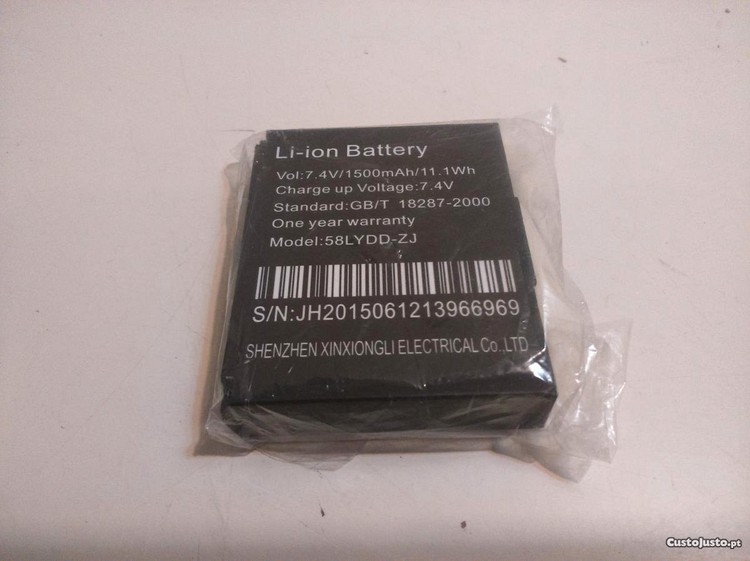 Li-ion Battery
Vol:7.4V/1500mAh/11.1Wh
Charge up Voltage:7.4V
Standard:GB/T 18287-2000
One year warranty
Model:58LYDD-ZJ
S/N:JH2015061213966969
SHENZHEN XINXIONGLI ELECTRICAL Co.,LTD
CustoJusto.pt